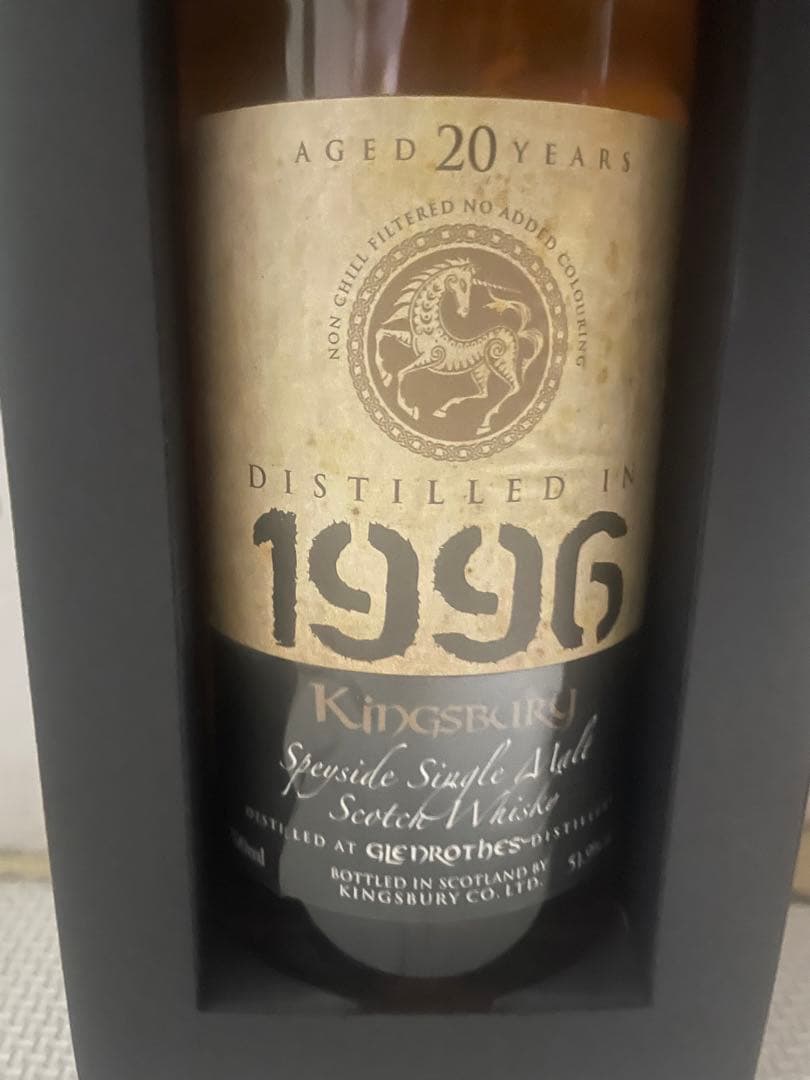 AGED 20 YEARS
NON CHILL FILTERED NO ADDED COLOURING
DISTILLED IN
1996
Kingsbury
Speyside Single Malt
Scotch Whisky
DISTILLED AT GLENROTHES DISTILLERY
BOTTLED IN SCOTLAND BY
KINGSBURY CO. LTD.